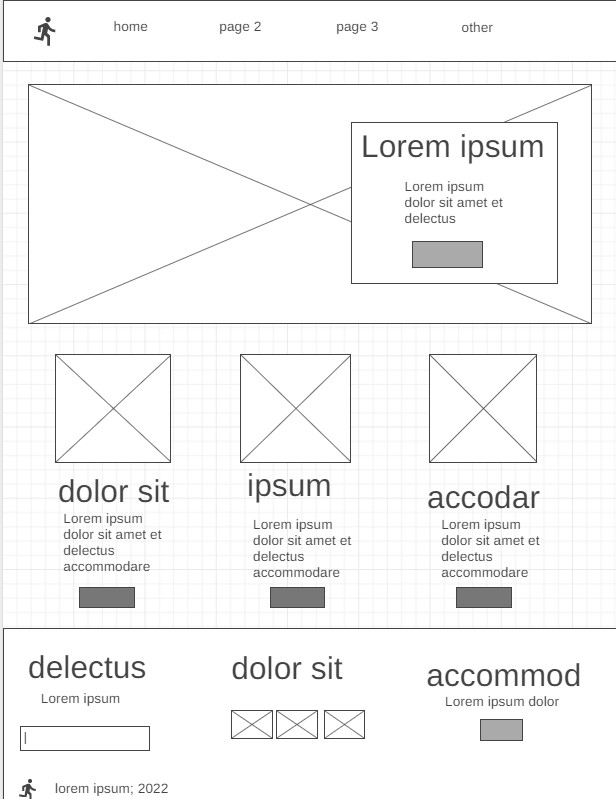 home
page 2
page 3
other
Lorem ipsum
Lorem ipsum
dolor sit amet et
delectus
dolor sit
Lorem ipsum
dolor sit amet et
delectus
accommodare
ipsum
Lorem ipsum
dolor sit amet et
delectus
accommodare
accodar
Lorem ipsum
dolor sit amet et
delectus
accommodare
delectus
Lorem ipsum
dolor sit
accommod
Lorem ipsum dolor
lorem ipsum; 2022